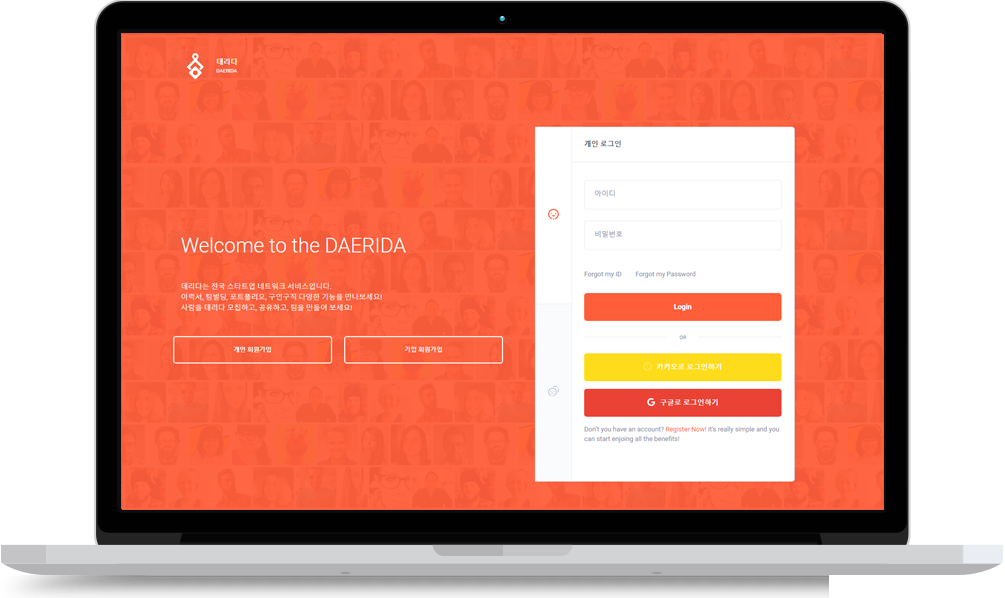 데리다
DAERIDA
Welcome to the DAERIDA
데리다는 전국 스타트업 네트워크 서비스입니다.
이력서, 팀빌딩, 포트폴리오, 구인구직 다양한 기능을 만나보세요!
사람을 데리다 모집하고, 공유하고, 팀을 만들어 보세요!
개인 회원가입
기업 회원가입
개인 로그인
아이디
비밀번호
Forgot my ID
Forgot my Password
Login
OR
카카오로 로그인하기
G 구글로 로그인하기
Don't you have an account? Register Now! It's really simple and you
can start enjoing all the benefits!